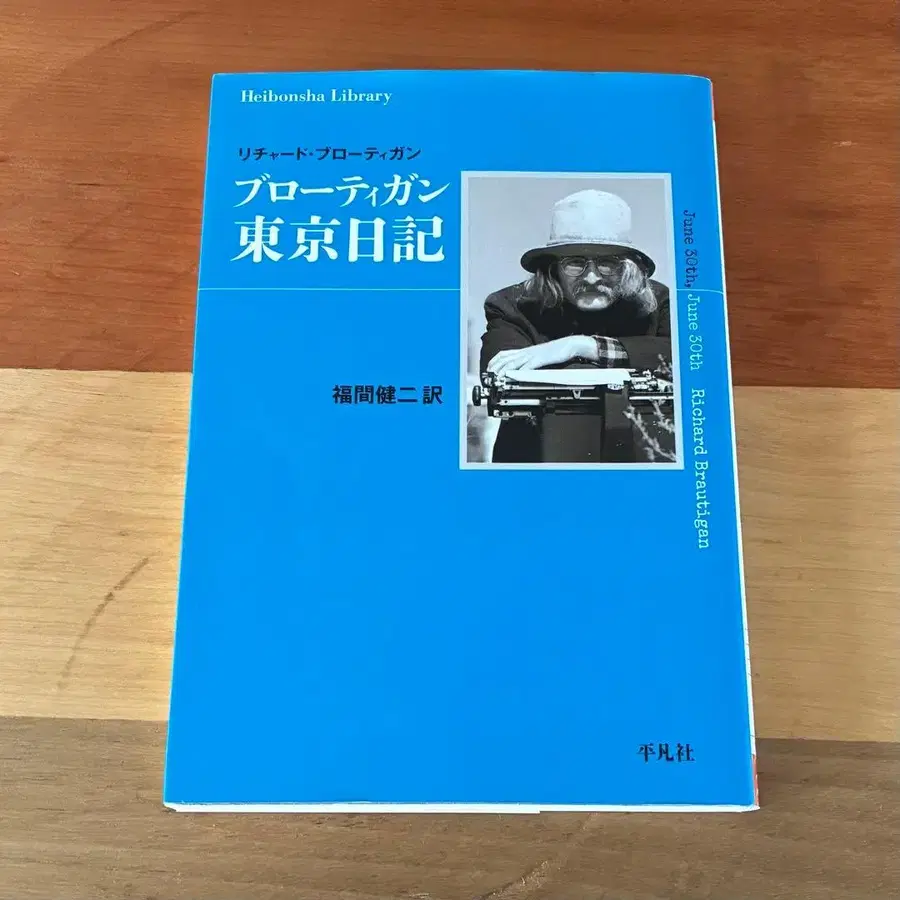 Heibonsha Library
リチャード・ブローティガン
ブローティガン
東京日記
福間健二 訳
June 30th, June 30th Richard Brautigan
平凡社